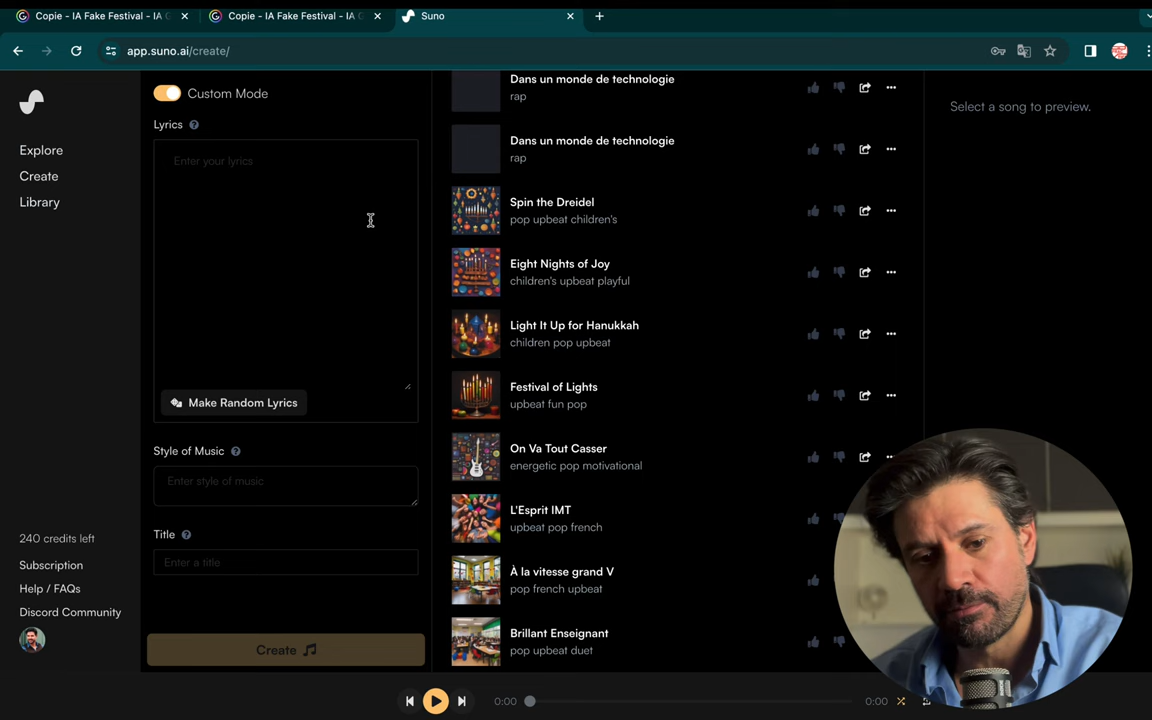 Copie - IA Fake Festival - IA
Copie - IA Fake Festival - IA
Suno
app.suno.ai/create/
Explore
Create
Library
240 credits left
Subscription
Help / FAQs
Discord Community
Custom Mode
Lyrics
Enter your lyrics
Make Random Lyrics
Style of Music
Enter style of music
Title
Enter a title
Create
Dans un monde de technologie
rap
Dans un monde de technologie
rap
Spin the Dreidel
pop upbeat children's
Eight Nights of Joy
children's upbeat playful
Light It Up for Hanukkah
children pop upbeat
Festival of Lights
upbeat fun pop
On Va Tout Casser
energetic pop motivational
L'Esprit IMT
upbeat pop french
À la vitesse grand V
pop french upbeat
Brillant Enseignant
pop upbeat duet
Select a song to preview.
0:00
0:00